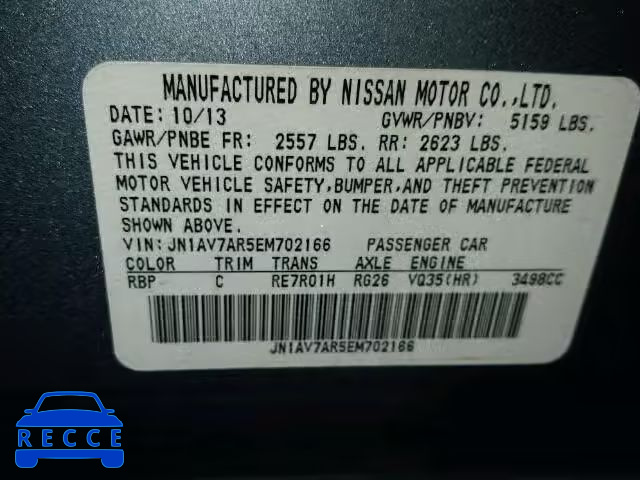 MANUFACTURED BY NISSAN MOTOR CO.,LTD.
DATE: 10/13 GVWR/PNBV: 5159 LBS.
GAWR/PNBE FR: 2557 LBS. RR: 2623 LBS.
THIS VEHICLE CONFORMS TO ALL APPLICABLE FEDERAL
MOTOR VEHICLE SAFETY,BUMPER,AND THEFT PREVENTION
STANDARDS IN EFFECT ON THE DATE OF MANUFACTURE
SHOWN ABOVE.
VIN: JN1AV7AR5EM702166 PASSENGER CAR
COLOR TRIM TRANS AXLE ENGINE
RBP C RE7R01H RG26 VQ35(HR) 3498CC
JN1AV7AR5EM702166
RECCE